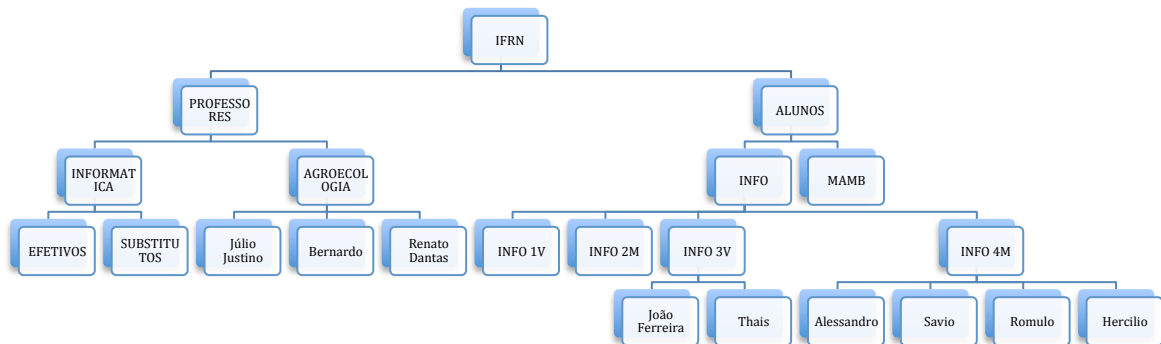 IFRN
PROFESSO
RES
ALUNOS
INFORMAT
ICA
AGROECOL
OGIA
INFO
MAMB
EFETIVOS
SUBSTITU
TOS
Júlio
Justino
Bernardo
Renato
Dantas
INFO 1V
INFO 2M
INFO 3V
INFO 4M
João
Ferreira
Thais
Alessandro
Savio
Romulo
Hercilio